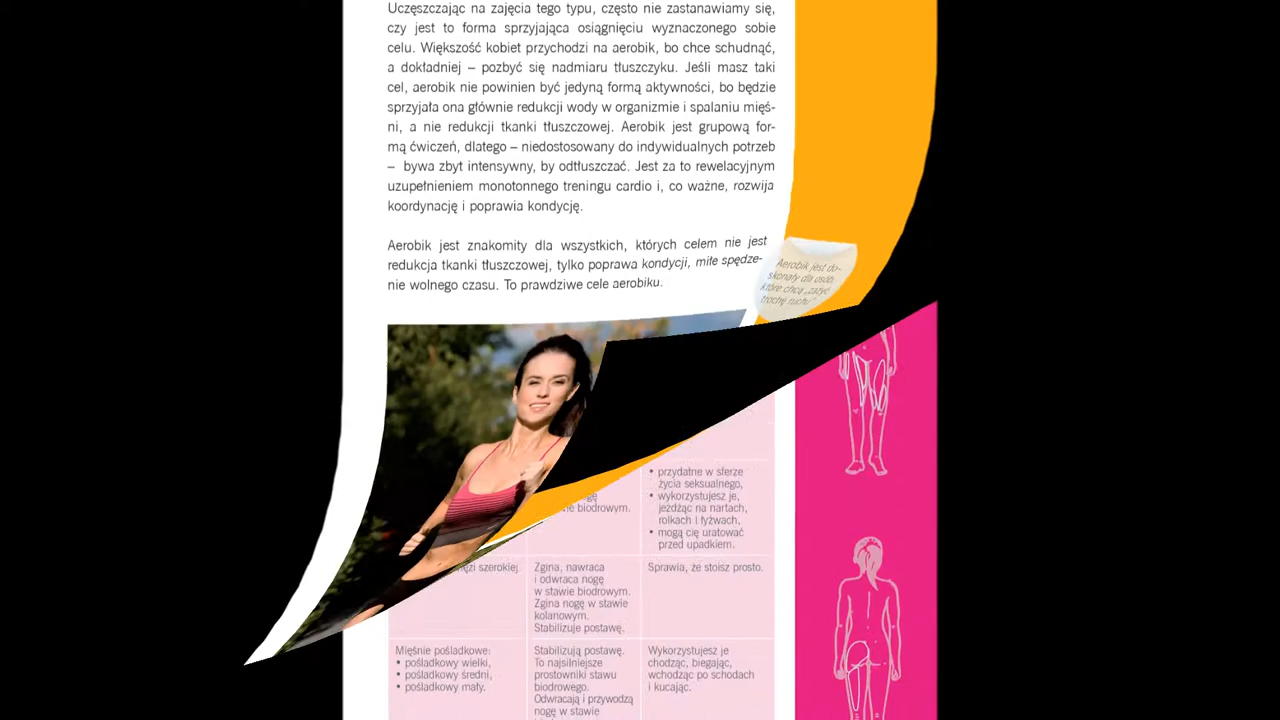 Uczęszczając na zajęcia tego typu, często nie zastanawiamy się,
czy jest to forma sprzyjająca osiągnięciu wyznaczonego sobie
celu. Większość kobiet przychodzi na aerobik, bo chce schudnąć,
a dokładniej – pozbyć się nadmiaru tłuszczyku. Jeśli masz taki
cel, aerobik nie powinien być jedyną formą aktywności, bo będzie
sprzyjała ona głównie redukcji wody w organizmie i spalaniu mięś-
ni, a nie redukcji tkanki tłuszczowej. Aerobik jest grupową for-
mą ćwiczeń, dlatego – niedostosowany do indywidualnych potrzeb
– bywa zbyt intensywny, by odtłuszczać. Jest za to rewelacyjnym
uzupełnieniem monotonnego treningu cardio i, co ważne, rozwija
koordynację i poprawia kondycję.
Aerobik jest znakomity dla wszystkich, których celem nie jest
redukcja tkanki tłuszczowej, tylko poprawa kondycji, miłe spędze-
nie wolnego czasu. To prawdziwe cele aerobiku.
Aerobik jest do-
skonały dla osób,
które chcą „zażyć
trochę ruchu”
biodrowym.
• przydatne w sferze
życia seksualnego,
• wykorzystujesz je,
jeżdżąc na nartach,
rolkach i łyżwach,
• mogą cię uratować
przed upadkiem.
szerokiej.
Zgina, nawraca
i odwraca nogę
w stawie biodrowym.
Zgina nogę w stawie
kolanowym.
Stabilizuje postawę.
Sprawia, że stoisz prosto.
Mięśnie pośladkowe:
• pośladkowy wielki,
• pośladkowy średni,
• pośladkowy mały.
Stabilizują postawę.
To najsilniejsze
prostowniki stawu
biodrowego.
Odwracają i przywodzą
nogę w stawie
Wykorzystujesz je
chodząc, biegając,
wchodząc po schodach
i kucając.